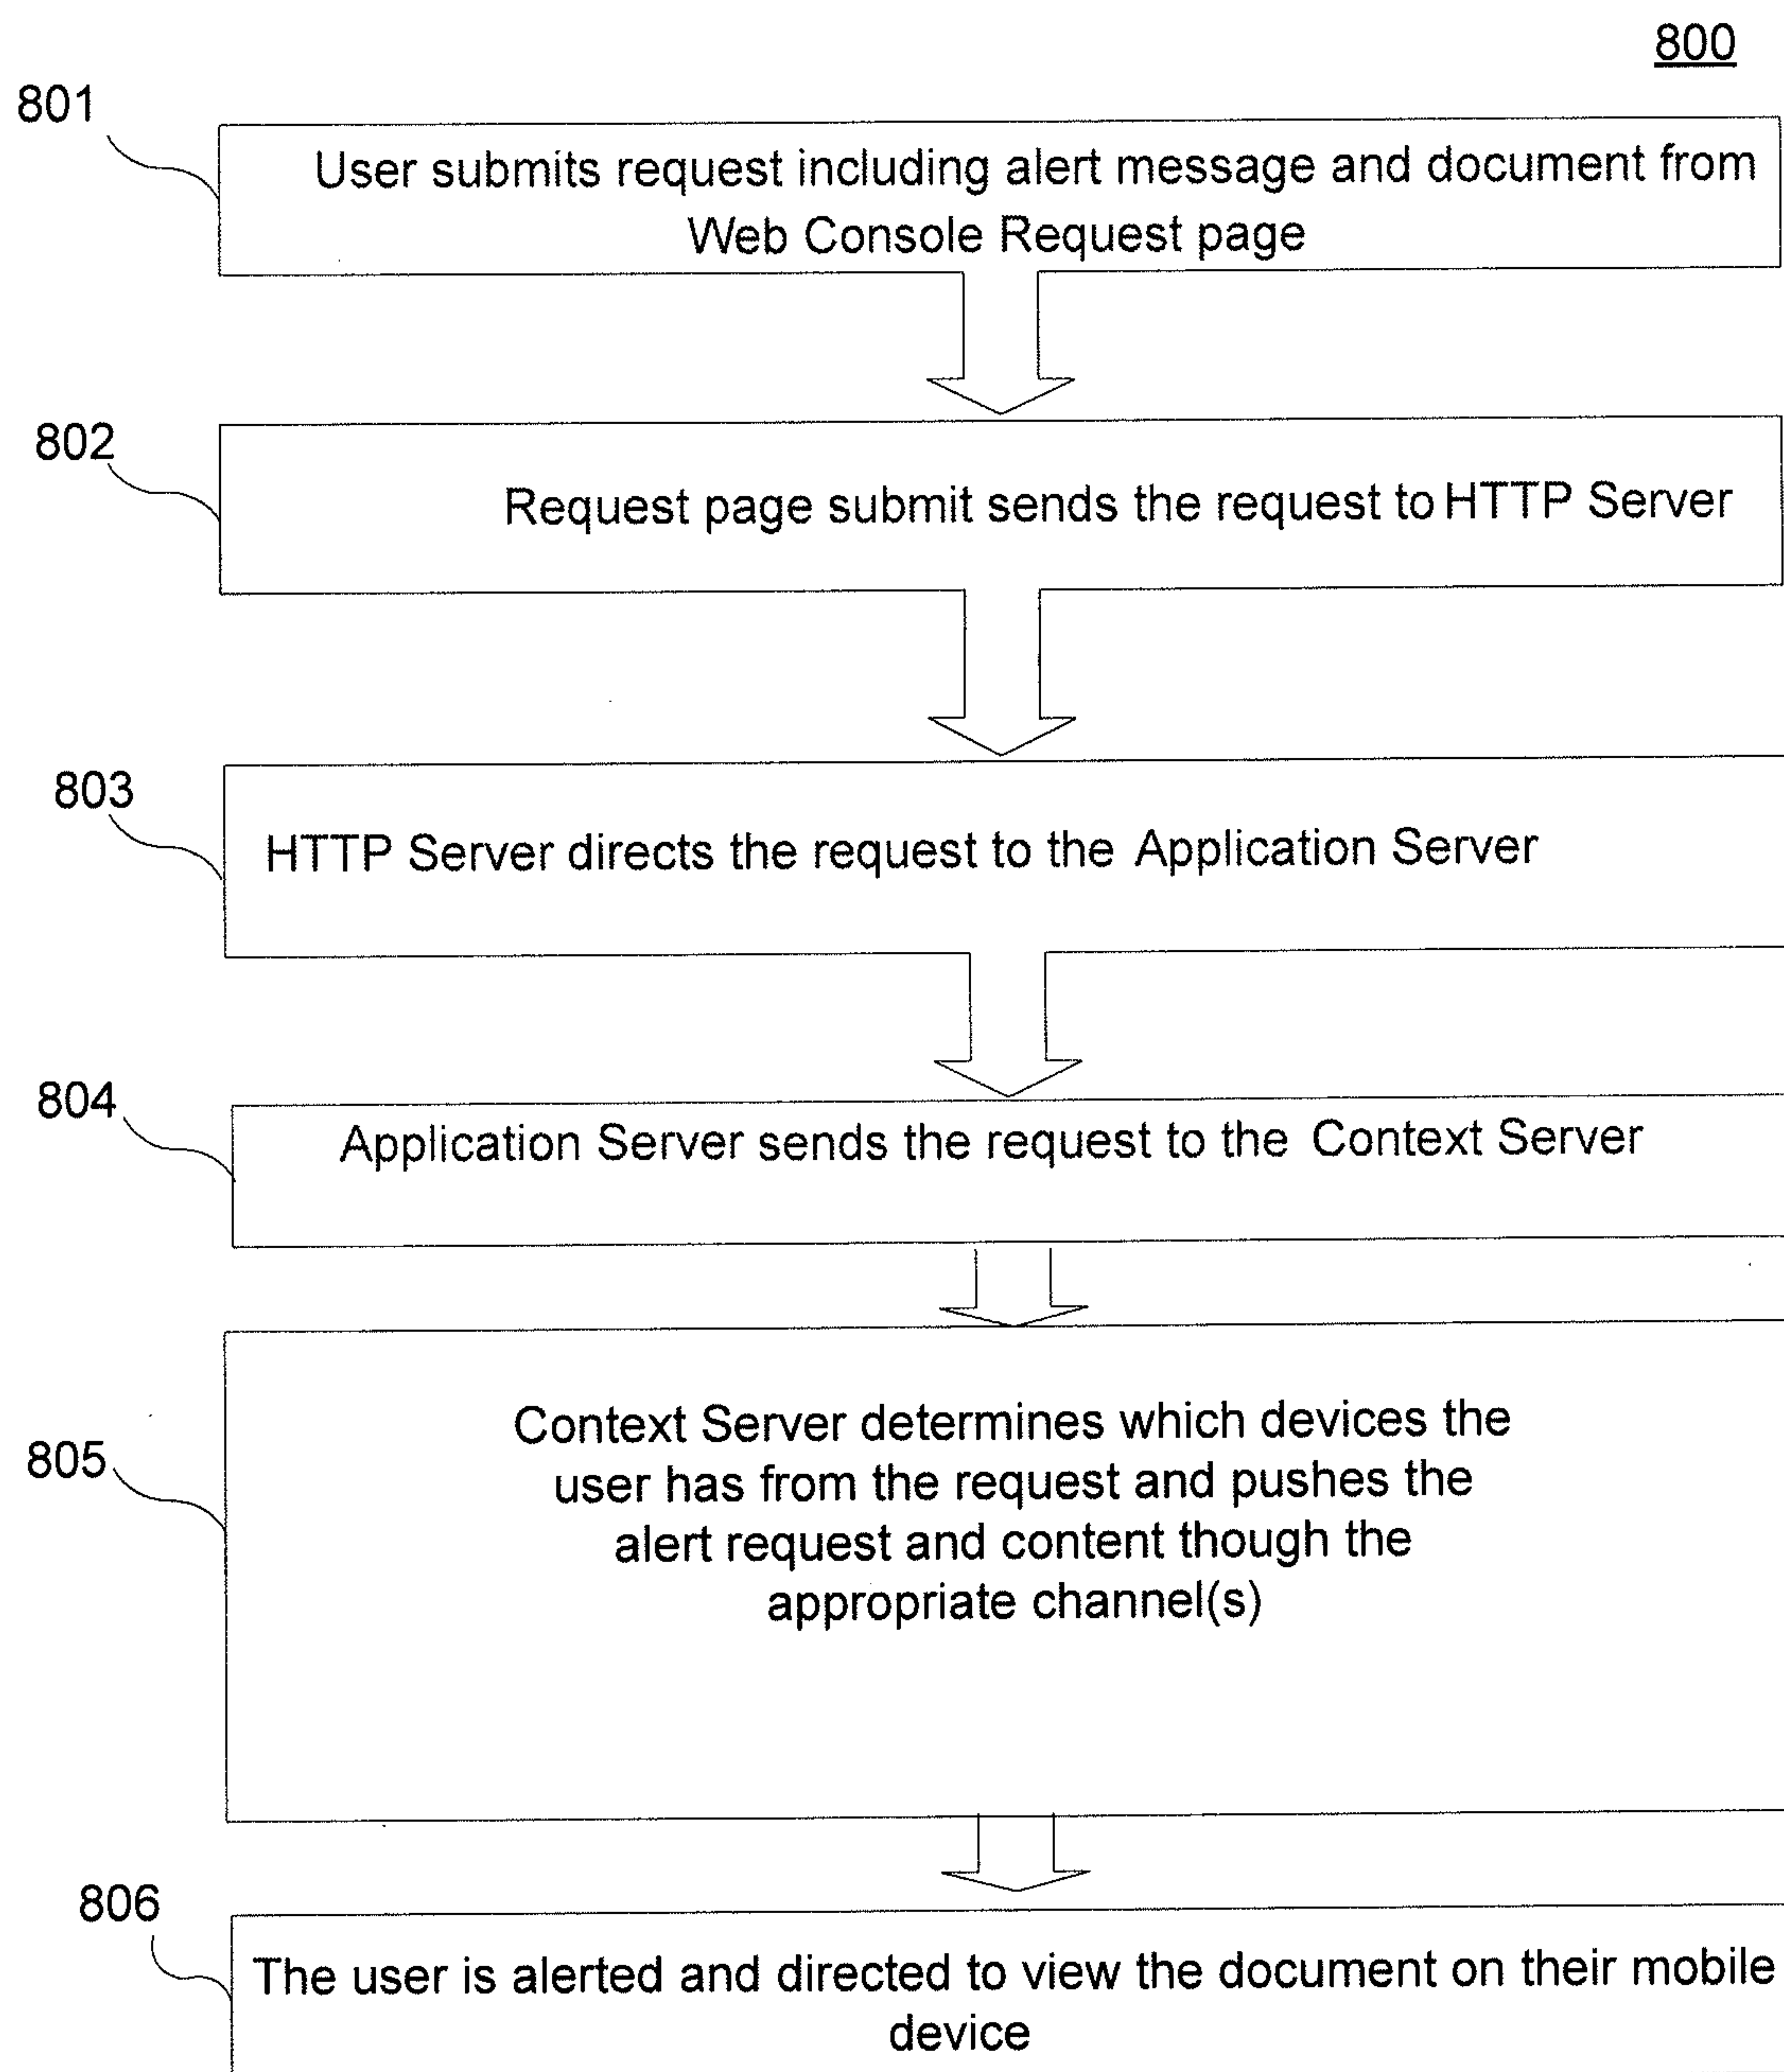 800
801
User submits request including alert message and document from
Web Console Request page
802
Request page submit sends the request to HTTP Server
803
HTTP Server directs the request to the Application Server
804
Application Server sends the request to the Context Server
805
Context Server determines which devices the
user has from the request and pushes the
alert request and content though the
appropriate channel(s)
806
The user is alerted and directed to view the document on their mobile
device